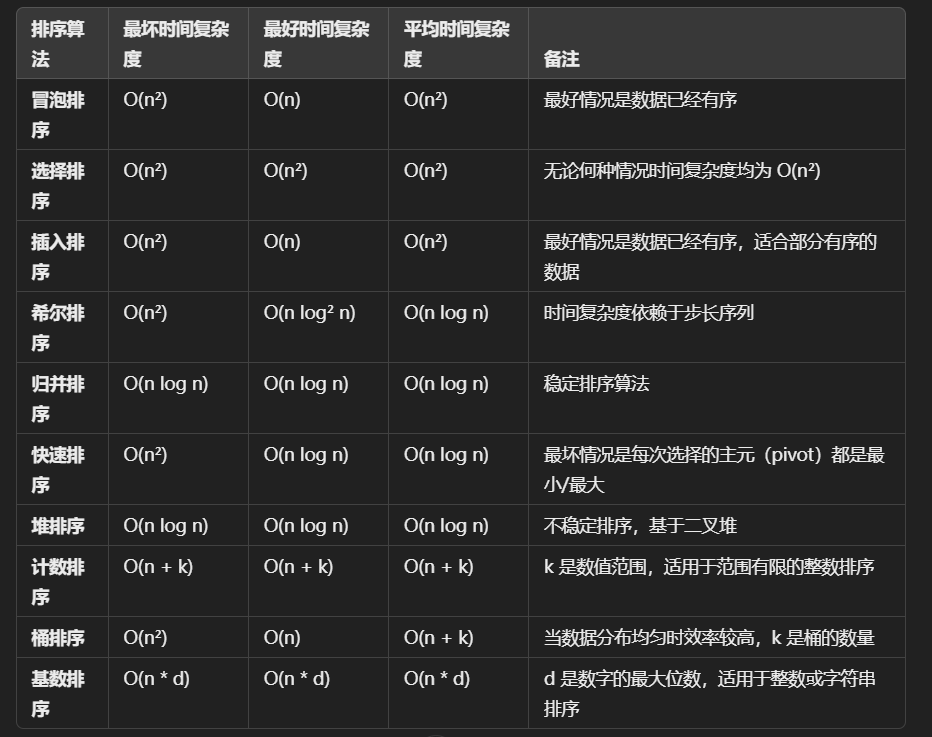 排序算 最坏时间复杂 最好时间复杂 平均时间复杂
法 度 度 度 备注
冒泡排 O(n²) O(n) O(n²) 最好情况是数据已经有序
序
选择排 O(n²) O(n²) O(n²) 无论何种情况时间复杂度均为 O(n²)
序
插入排 O(n²) O(n) O(n²) 最好情况是数据已经有序，适合部分有序的
序 数据
希尔排 O(n²) O(n log² n) O(n log n) 时间复杂度依赖于步长序列
序
归并排 O(n log n) O(n log n) O(n log n) 稳定排序算法
序
快速排 O(n²) O(n log n) O(n log n) 最坏情况是每次选择的主元（pivot）都是最
序 小/最大
堆排序 O(n log n) O(n log n) O(n log n) 不稳定排序，基于二叉堆
计数排 O(n + k) O(n + k) O(n + k) k 是数值范围，适用于范围有限的整数排序
序
桶排序 O(n²) O(n) O(n + k) 当数据分布均匀时效率较高，k 是桶的数量
基数排 O(n * d) O(n * d) O(n * d) d 是数字的最大位数，适用于整数或字符串
序 排序